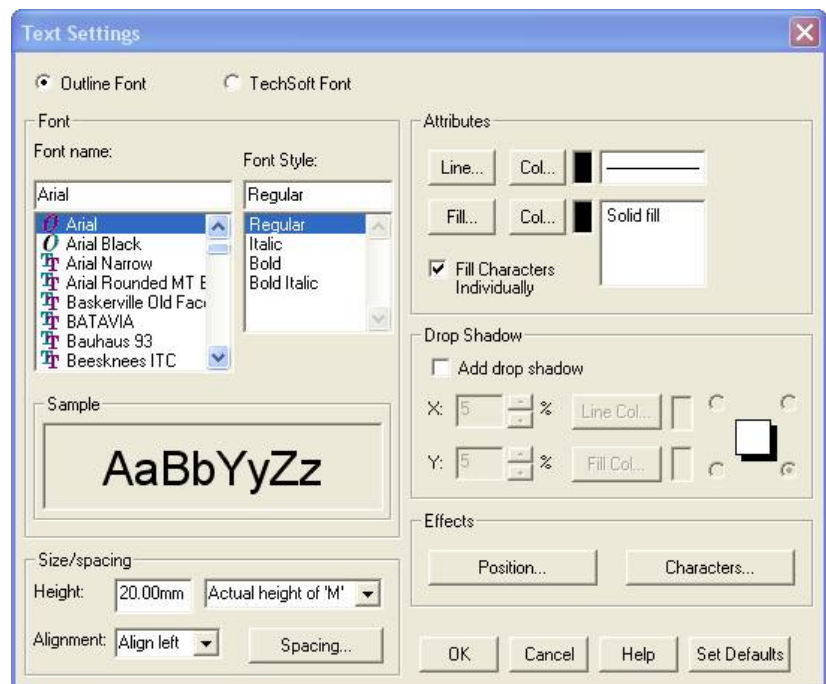 Text Settings
Outline Font
TechSoft Font
Font
Font name:
Font Style:
Arial
Regular
Arial
Arial Black
Arial Narrow
Arial Rounded MT E
Baskerville Old Fac
BATAVIA
Bauhaus 93
Beesknees ITC
Regular
Italic
Bold
Bold Italic
Sample
AaBbYyZz
Size/spacing
Height: 20.00mm Actual height of 'M'
Alignment: Align left Spacing...
Attributes
Line... Col...
Fill... Col... Solid fill
Fill Characters
Individually
Drop Shadow
Add drop shadow
X: 5 % Line Col...
Y: 5 % Fill Col...
Effects
Position... Characters...
OK Cancel Help Set Defaults